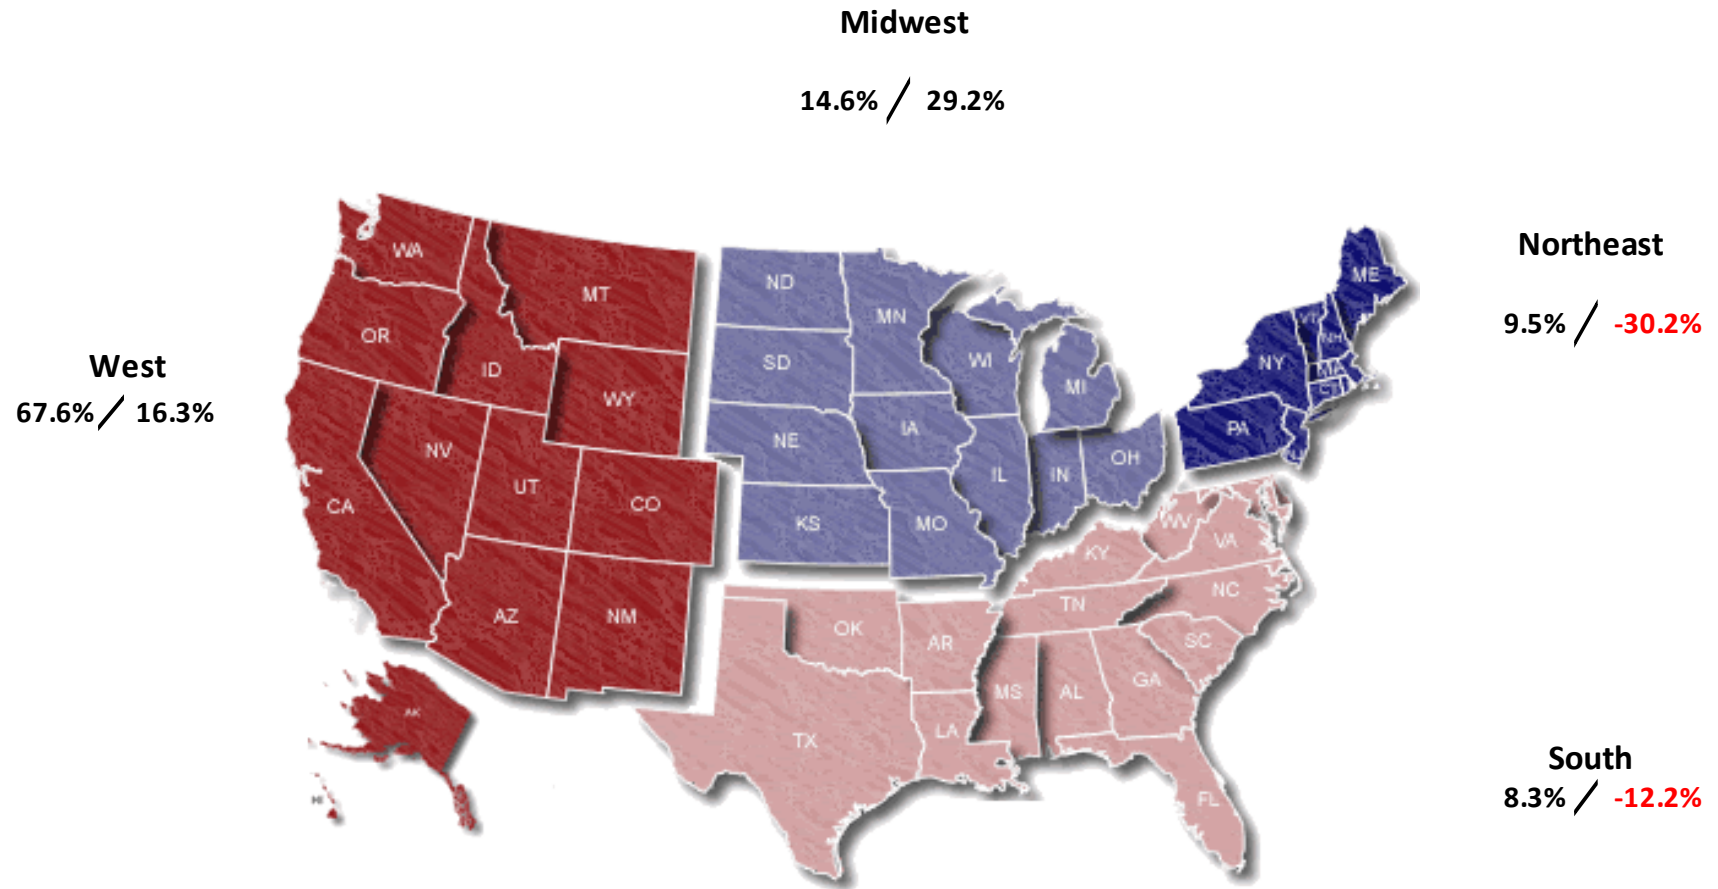 Midwest
14.6% / 29.2%
Northeast
9.5% / -30.2%
West
67.6% / 16.3%
South
8.3% / -12.2%
WA
MT
OR
ID
WY
CA
NV
UT
CO
AZ
NM
AK
HI
ND
MN
SD
WI
MI
NE
IA
IL
IN
OH
KS
MO
ME
VT
NH
NY
MA
CT
PA
NJ
WV
VA
KY
NC
TN
SC
OK
AR
MS
AL
GA
TX
LA
FL